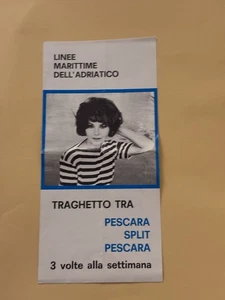 LINEE
MARITTIME
DELL'ADRIATICO
TRAGHETTO TRA
PESCARA
SPLIT
PESCARA
3 volte alla settimana